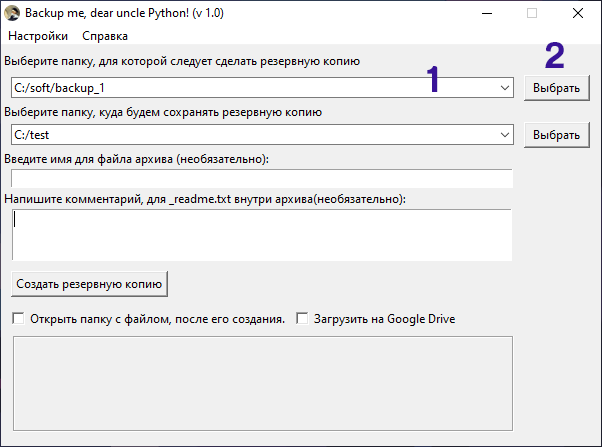 Backup me, dear uncle Python! (v 1.0)
Настройки Справка
Выберите папку, для которой следует сделать резервную копию
2
C:/soft/backup_1 1 Выбрать
Выберите папку, куда будем сохранять резервную копию
C:/test Выбрать
Введите имя для файла архива (необязательно):
Напишите комментарий, для _readme.txt внутри архива(необязательно):
Создать резервную копию
Открыть папку с файлом, после его создания. Загрузить на Google Drive